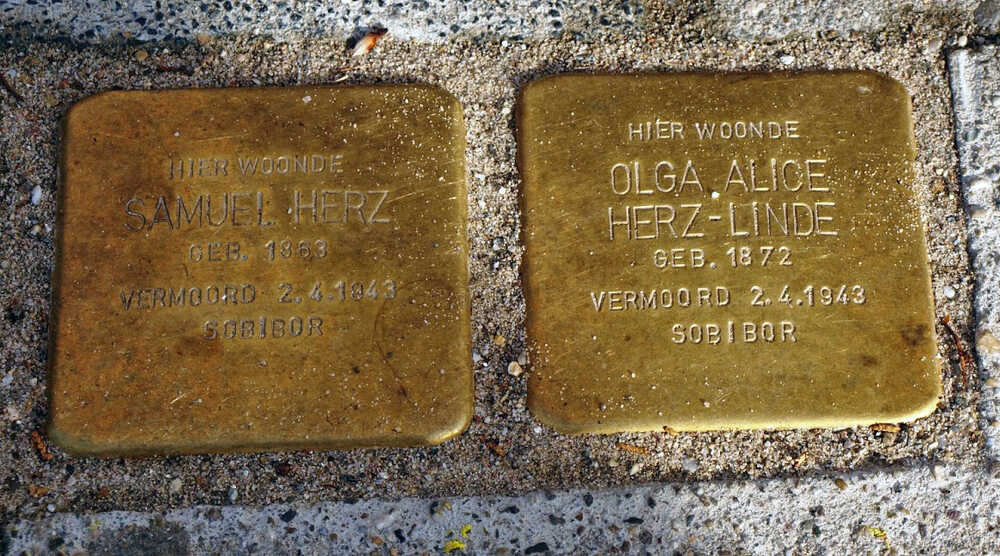 HIER WOONDE
SAMUEL HERZ
GEB. 1863
VERMOORD 2.4.1943
SOBIBOR
HIER WOONDE
OLGA ALICE
HERZ-LINDE
GEB. 1872
VERMOORD 2.4.1943
SOBIBOR